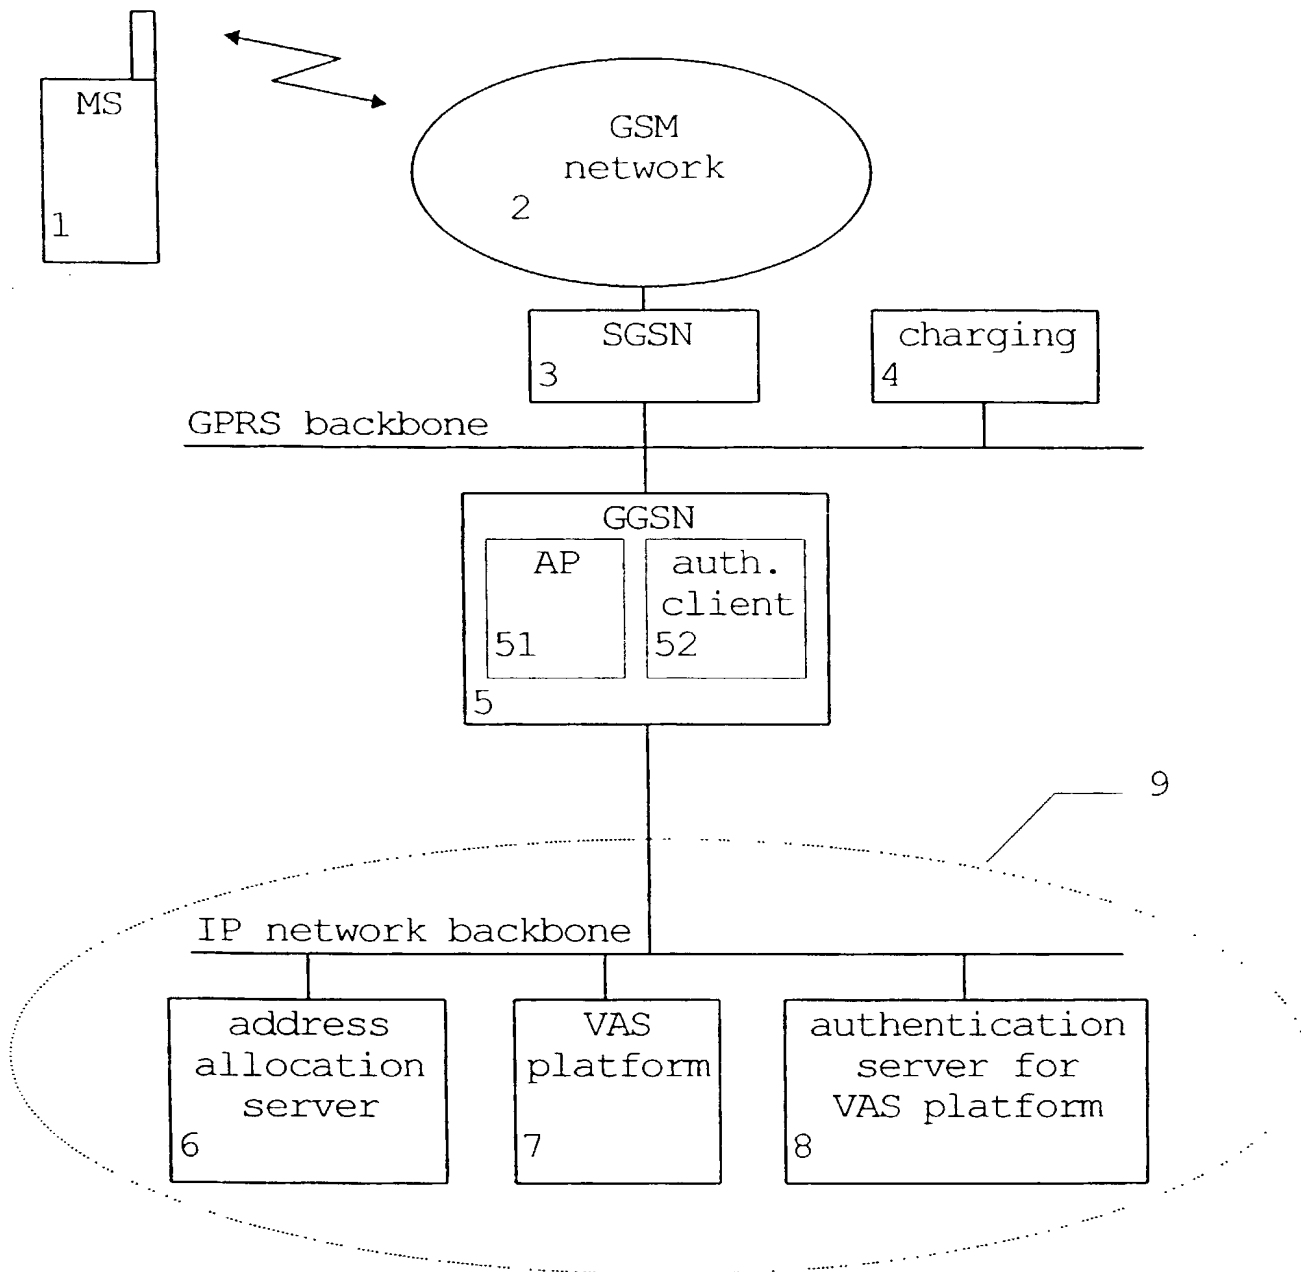 MS
1
GSM
network
2
SGSN
3
charging
4
GPRS backbone
GGSN
AP
51
auth.
client
52
5
9
IP network backbone
address
allocation
server
6
VAS
platform
7
authentication
server for
VAS platform
8